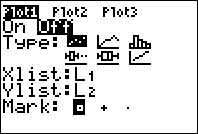 Plot1 Plot2 Plot3
On Off
Type:
Xlist:L₁
Ylist:L₂
Mark: ▫ + ·